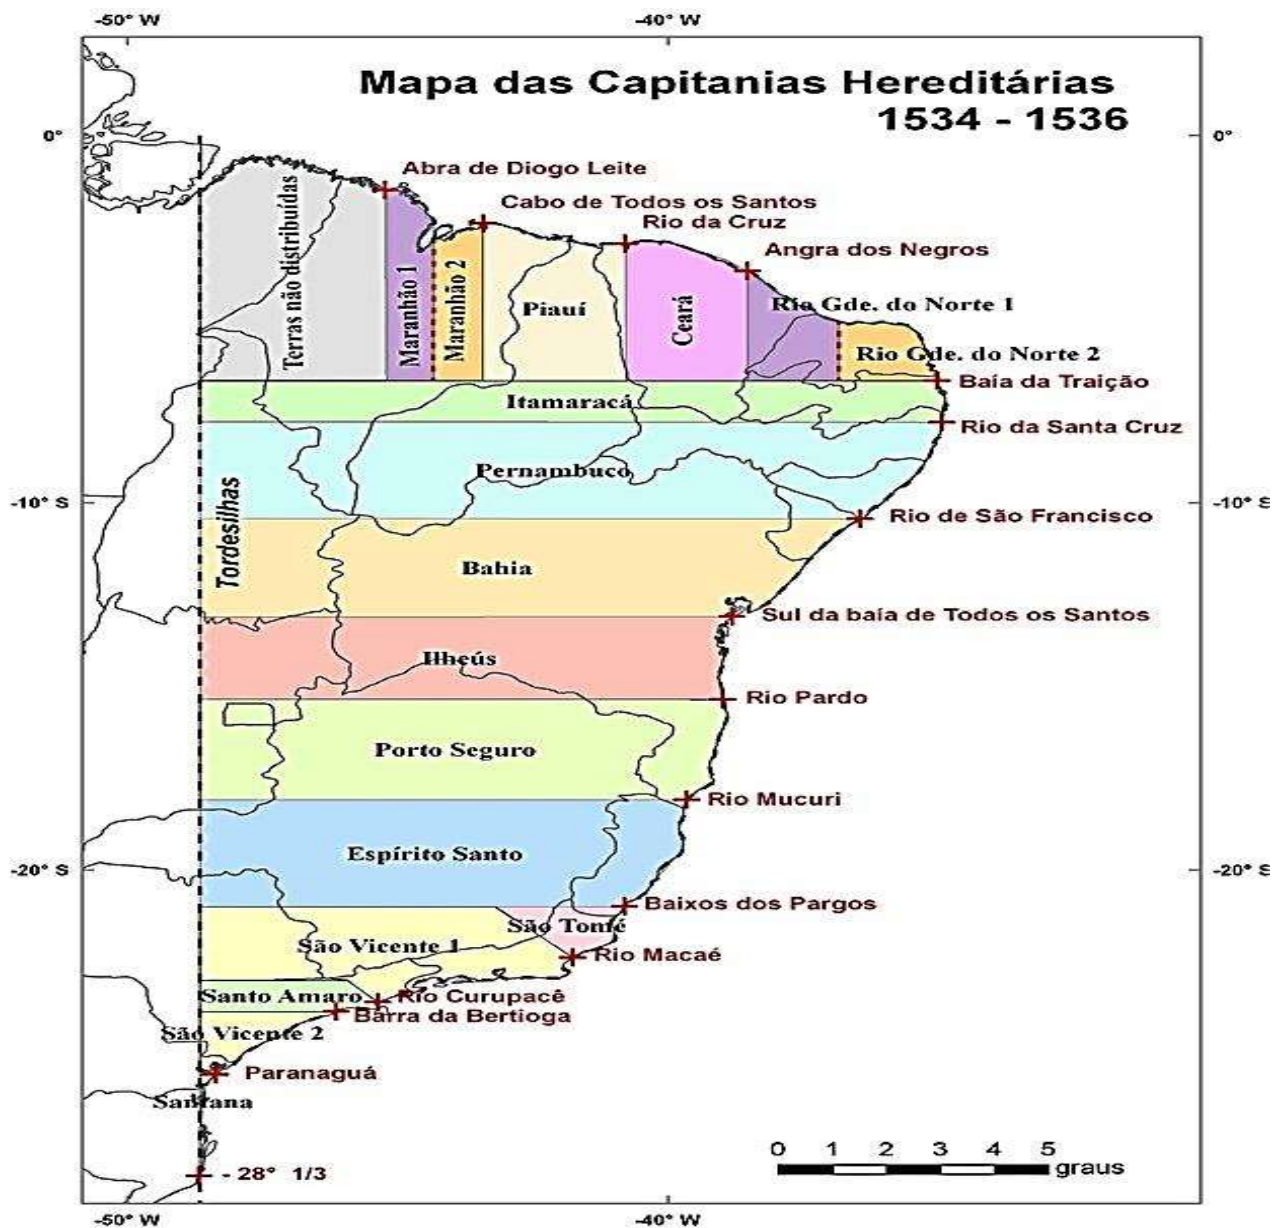 -50° W
-40° W
Mapa das Capitanias Hereditárias
1534 - 1536
0°
0°
Abra de Diogo Leite
Cabo de Todos os Santos
Rio da Cruz
Angra dos Negros
Terras não distribuídas
Maranhão 1
Maranhão 2
Piauí
Ceará
Rio Gde. do Norte 1
Rio Gde. do Norte 2
Baía da Traição
Itamaracá
Rio da Santa Cruz
Pernambuco
Tordesilhas
-10° S
-10° S
Rio de São Francisco
Bahia
Sul da baía de Todos os Santos
Ilheús
Rio Pardo
Porto Seguro
Rio Mucuri
Espírito Santo
-20° S
-20° S
Baixos dos Pargos
São Tomé
São Vicente 1
Rio Macaé
Santo Amaro
Rio Curupacê
Barra da Bertioga
São Vicente 2
Paranaguá
Santana
- 28° 1/3
0 1 2 3 4 5
graus
-50° W
-40° W